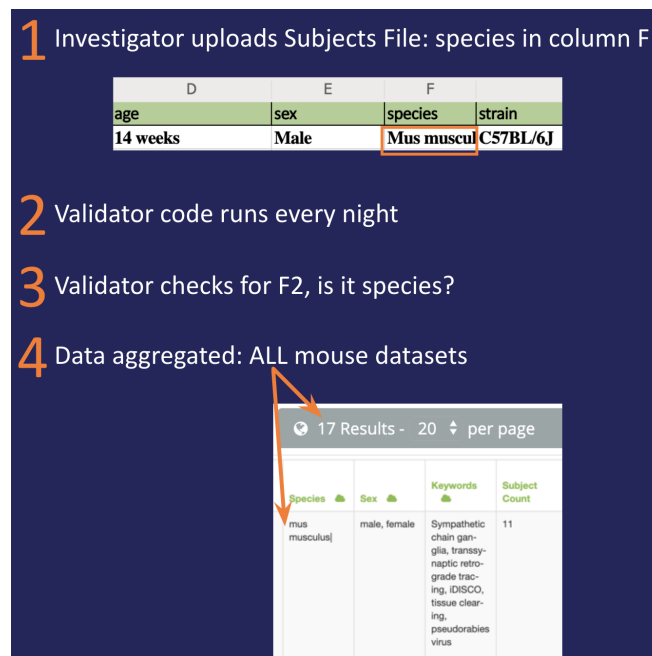 1 Investigator uploads Subjects File: species in column F
D E F
age sex species strain
14 weeks Male Mus muscul C57BL/6J
2 Validator code runs every night
3 Validator checks for F2, is it species?
4 Data aggregated: ALL mouse datasets
17 Results - 20 per page
Species Sex Keywords Subject
Count
mus
musculus
male, female
Sympathetic
chain gan-
glia, transsy-
naptic retro-
grade trac-
ing, iDISCO,
tissue clear-
ing,
pseudorabies
virus
11